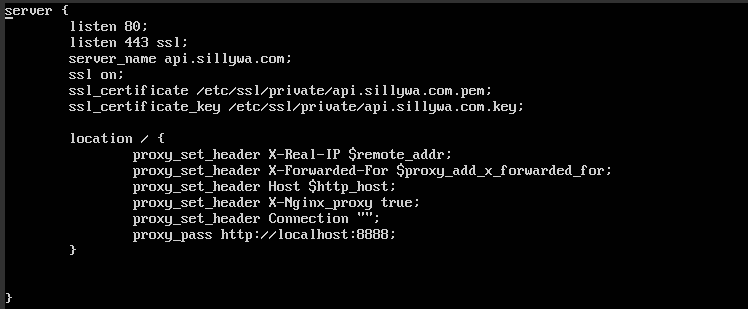 server {
listen 80;
listen 443 ssl;
server_name api.sillywa.com;
ssl on;
ssl_certificate /etc/ssl/private/api.sillywa.com.pem;
ssl_certificate_key /etc/ssl/private/api.sillywa.com.key;
location / {
proxy_set_header X-Real-IP $remote_addr;
proxy_set_header X-Forwarded-For $proxy_add_x_forwarded_for;
proxy_set_header Host $http_host;
proxy_set_header X-Nginx_proxy true;
proxy_set_header Connection "";
proxy_pass http://localhost:8888;
}
}